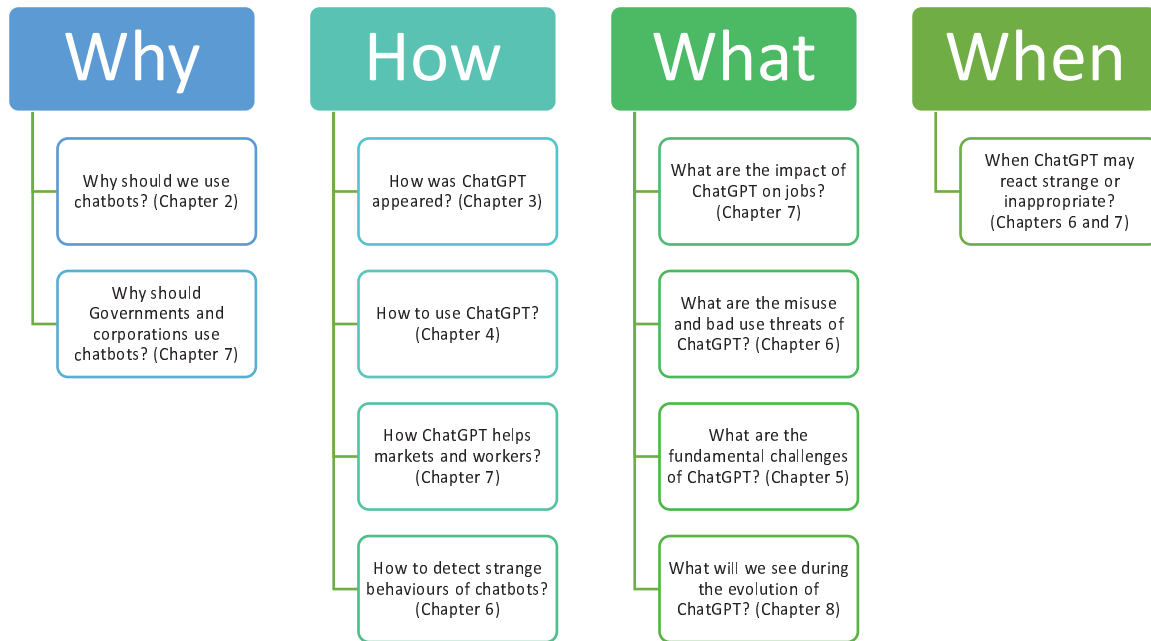 Why
Why should we use
chatbots? (Chapter 2)
Why should
Governments and
corporations use
chatbots? (Chapter 7)
How
How was ChatGPT
appeared? (Chapter 3)
How to use ChatGPT?
(Chapter 4)
How ChatGPT helps
markets and workers?
(Chapter 7)
How to detect strange
behaviours of chatbots?
(Chapter 6)
What
What are the impact of
ChatGPT on jobs?
(Chapter 7)
What are the misuse
and bad use threats of
ChatGPT? (Chapter 6)
What are the
fundamental challenges
of ChatGPT? (Chapter 5)
What will we see during
the evolution of
ChatGPT? (Chapter 8)
When
When ChatGPT may
react strange or
inappropriate?
(Chapters 6 and 7)